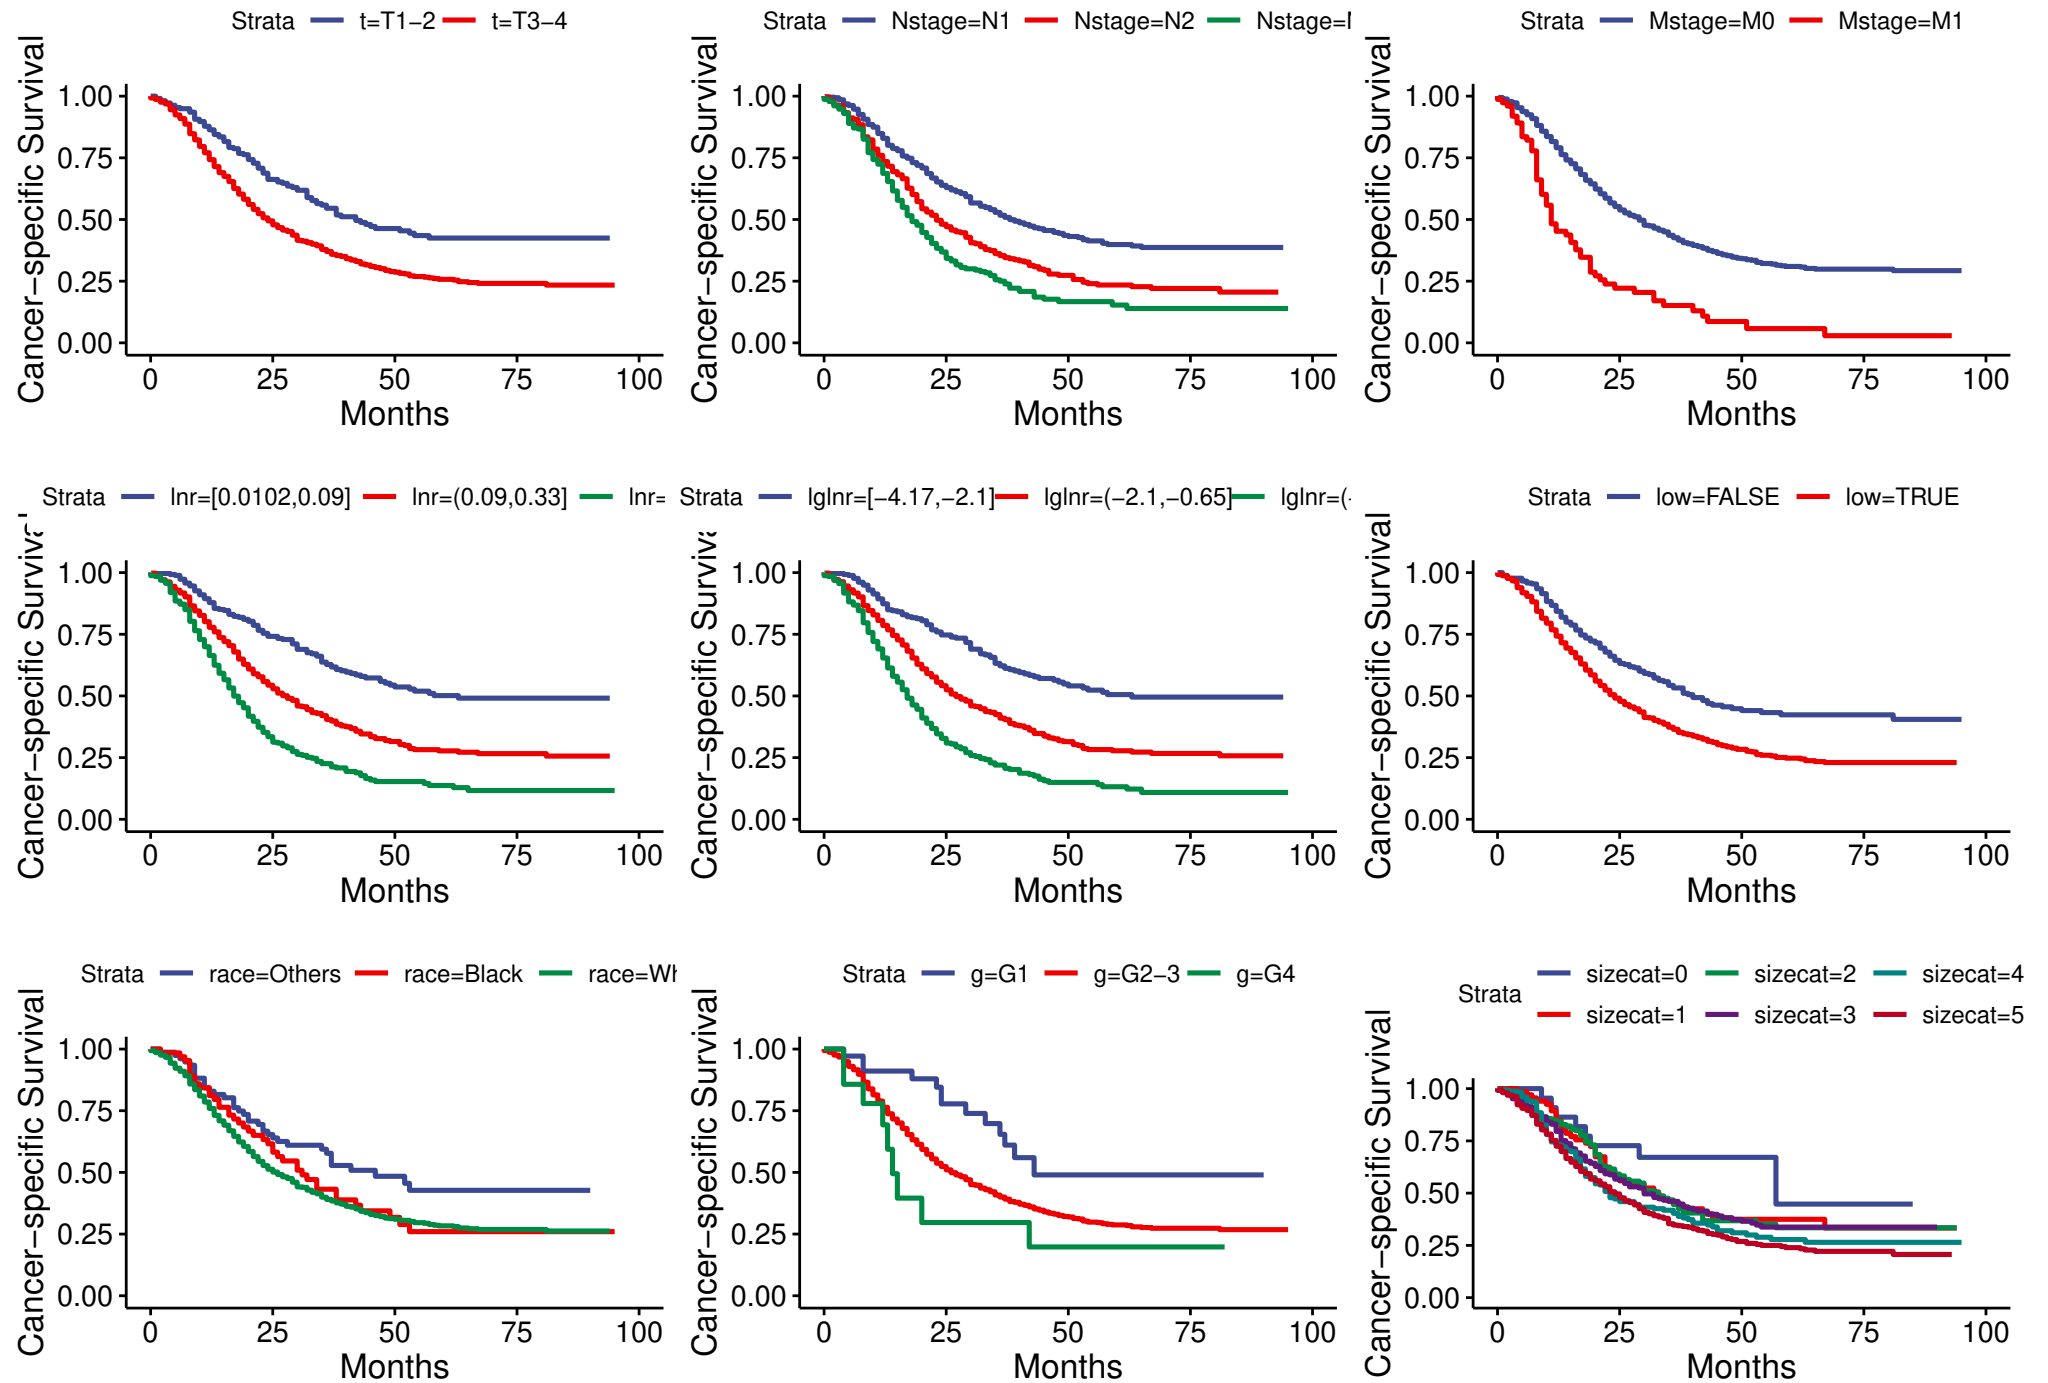 Strata t=T1−2 t=T3−4
Cancer−specific Survival
1.00
0.75
0.50
0.25
0.00
0 25 50 75 100
Months
Strata Nstage=N1 Nstage=N2 Nstage=
Cancer−specific Survival
1.00
0.75
0.50
0.25
0.00
0 25 50 75 100
Months
Strata Mstage=M0 Mstage=M1
Cancer−specific Survival
1.00
0.75
0.50
0.25
0.00
0 25 50 75 100
Months
Strata lnr=[0.0102,0.09] lnr=(0.09,0.33] lnr=
Cancer−specific Surviva
1.00
0.75
0.50
0.25
0.00
0 25 50 75 100
Months
Strata lglnr=[−4.17,−2.1] lglnr=(−2.1,−0.65] lglnr=(
Cancer−specific Surviva
1.00
0.75
0.50
0.25
0.00
0 25 50 75 100
Months
Strata low=FALSE low=TRUE
Cancer−specific Survival
1.00
0.75
0.50
0.25
0.00
0 25 50 75 100
Months
Strata race=Others race=Black race=W
Cancer−specific Survival
1.00
0.75
0.50
0.25
0.00
0 25 50 75 100
Months
Strata g=G1 g=G2−3 g=G4
Cancer−specific Survival
1.00
0.75
0.50
0.25
0.00
0 25 50 75 100
Months
Strata
sizecat=0 sizecat=2 sizecat=4
sizecat=1 sizecat=3 sizecat=5
Cancer−specific Survival
1.00
0.75
0.50
0.25
0.00
0 25 50 75 100
Months